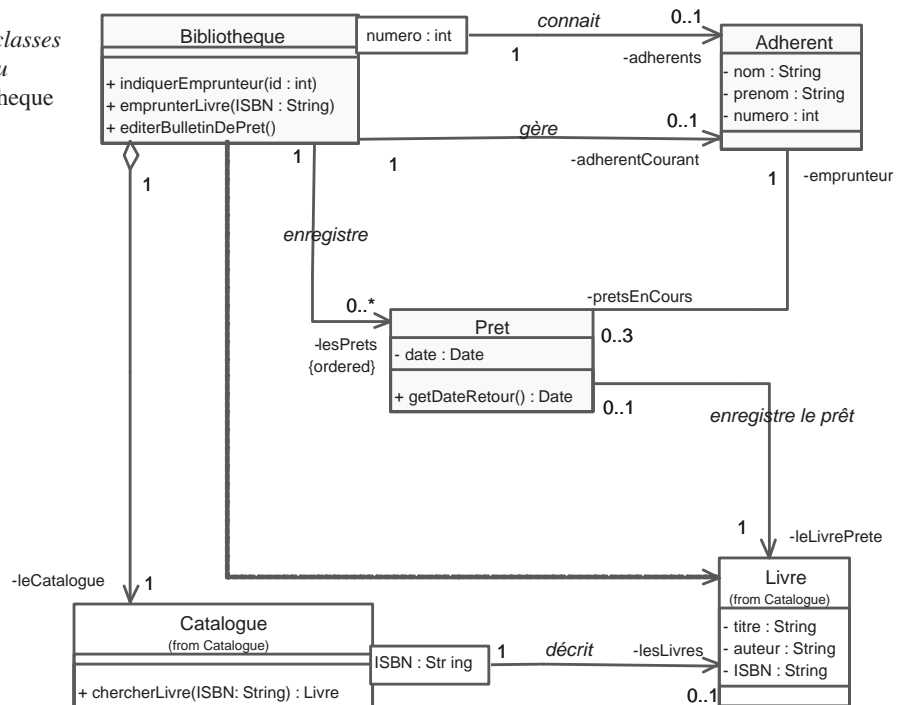 classes
u
heque
Bibliotheque
+ indiquerEmprunteur(id : int)
+ emprunterLivre(ISBN : String)
+ editerBulletinDePret()
numero : int
connait
0..1
1
-adherents
Adherent
- nom : String
- prenom : String
- numero : int
gère
0..1
1
-adherentCourant
1
1
1
-emprunteur
enregistre
0..*
-lesPrets
{ordered}
-pretsEnCours
0..3
Pret
- date : Date
+ getDateRetour() : Date
0..1
enregistre le prêt
1
-leLivrePrete
-leCatalogue
1
Catalogue
(from Catalogue)
+ chercherLivre(ISBN: String) : Livre
ISBN : Str ing
1
décrit
-lesLivres
0..1
Livre
(from Catalogue)
- titre : String
- auteur : String
- ISBN : String